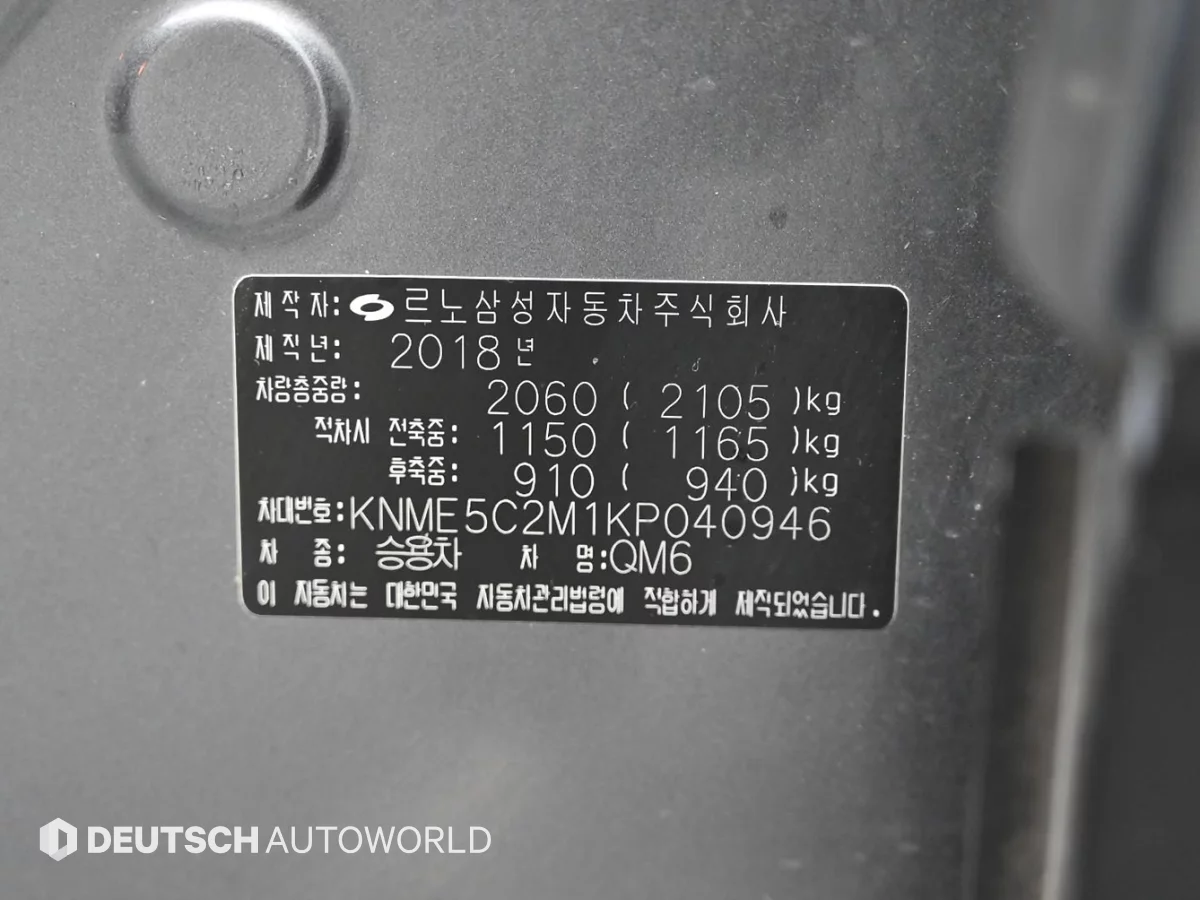 제작자: 르노삼성자동차주식회사
제작년: 2018년
차량총중량: 2060 ( 2105 )kg
적차시 전축중: 1150 ( 1165 )kg
후축중: 910 ( 940 )kg
차대번호:KNME5C2M1KP040946
차 종: 승용차 차 명:QM6
이 자동차는 대한민국 자동차관리법령에 적합하게 제작되었습니다.
DEUTSCH AUTOWORLD